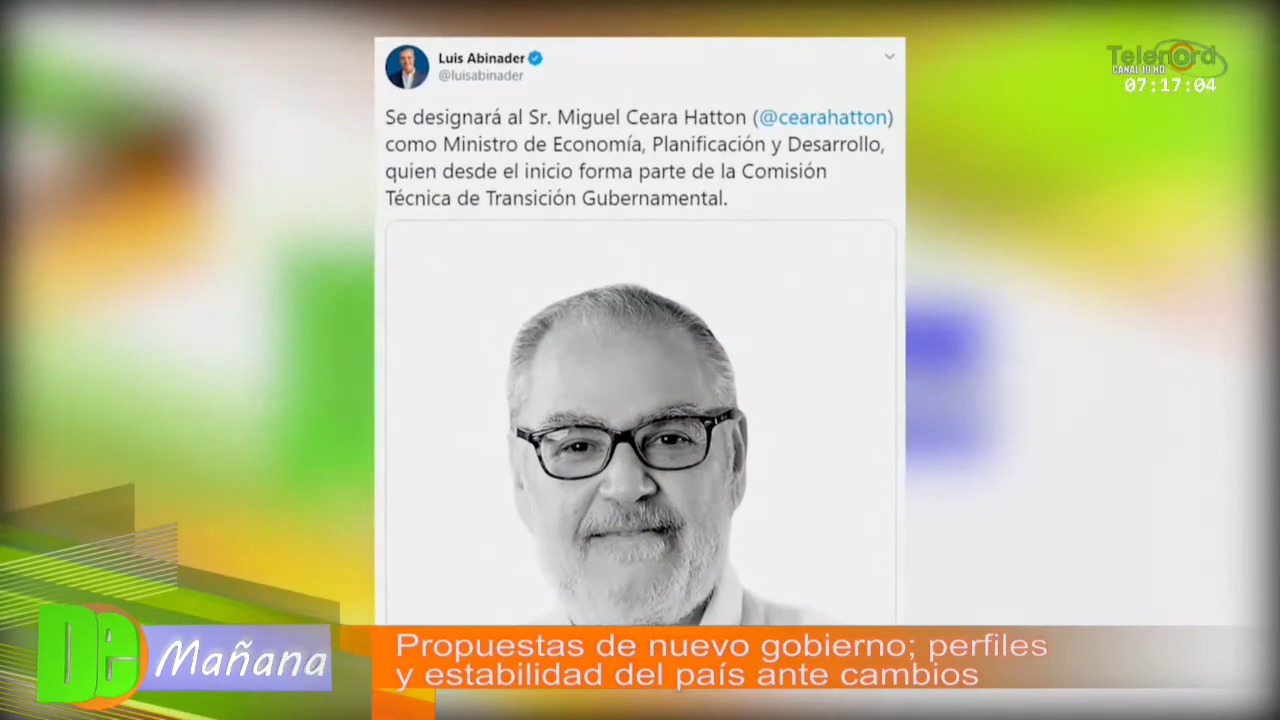 Luis Abinader
@luisabinader
Telenord
CANAL 10 HD
07:17:04
Se designará al Sr. Miguel Ceara Hatton (@cearahatton)
como Ministro de Economía, Planificación y Desarrollo,
quien desde el inicio forma parte de la Comisión
Técnica de Transición Gubernamental.
De
Mañana
Propuestas de nuevo gobierno; perfiles
y estabilidad del país ante cambios